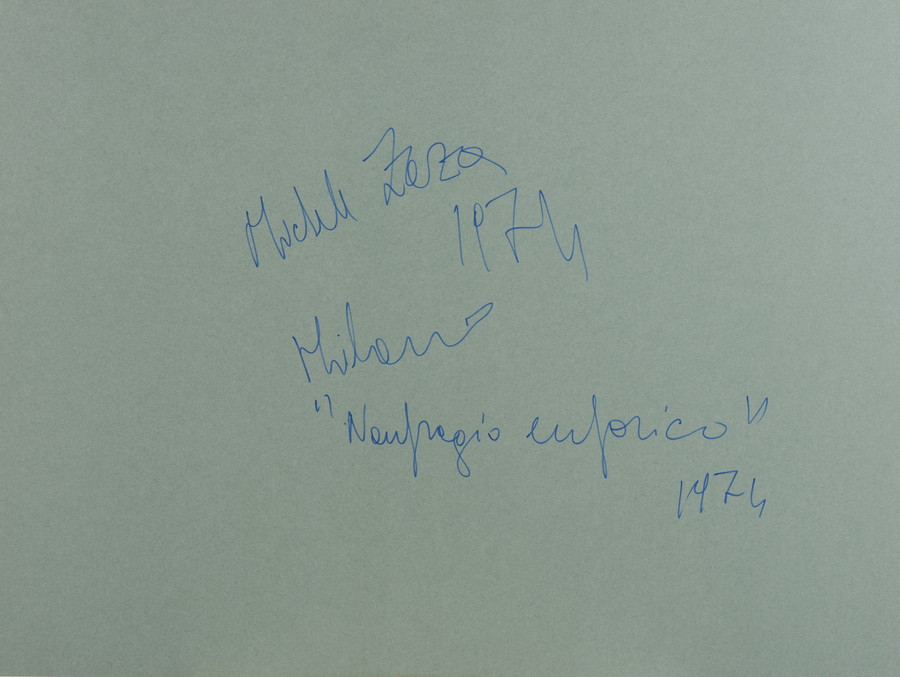 Michele Zaza
1974
Milano
"Naufragio euforico"
1974